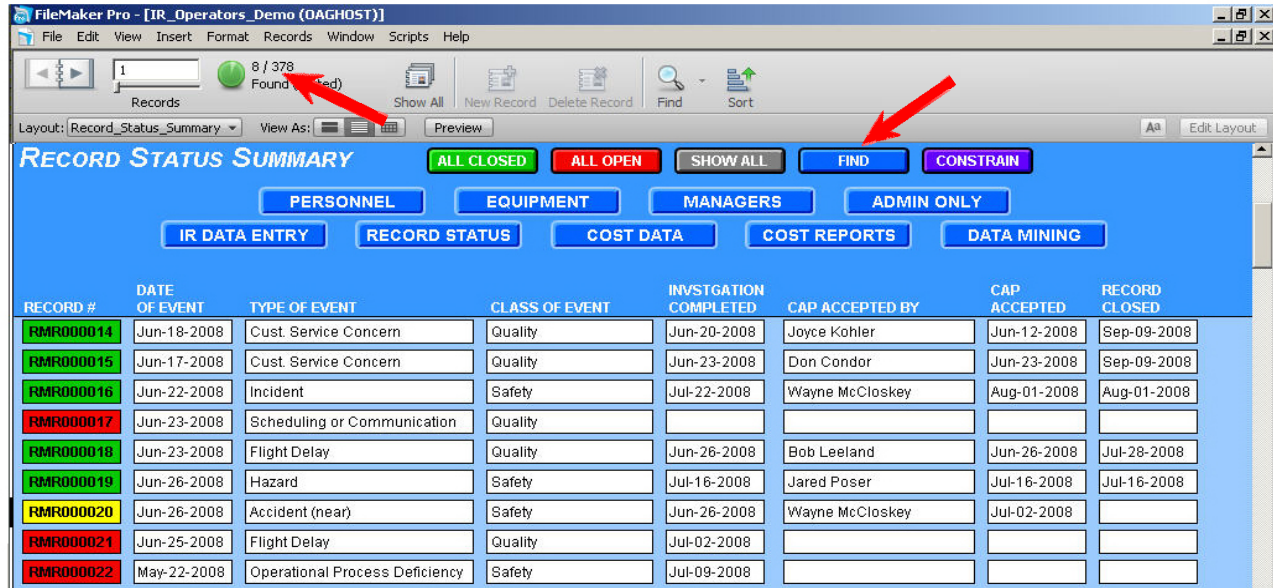 FileMaker Pro - [IR_Operators_Demo (OAGHOST)]
File Edit View Insert Format Records Window Scripts Help
1
8 / 378
Found
Records
Show All New Record Delete Record Find Sort
Layout: Record_Status_Summary View As: Preview Aa Edit Layout
RECORD STATUS SUMMARY ALL CLOSED ALL OPEN SHOW ALL FIND CONSTRAIN
PERSONNEL EQUIPMENT MANAGERS ADMIN ONLY
IR DATA ENTRY RECORD STATUS COST DATA COST REPORTS DATA MINING
DATE INVSTGATION CAP RECORD
RECORD # OF EVENT TYPE OF EVENT CLASS OF EVENT COMPLETED CAP ACCEPTED BY ACCEPTED CLOSED
RMR000014 Jun-18-2008 Cust. Service Concern Quality Jun-20-2008 Joyce Kohler Jun-12-2008 Sep-09-2008
RMR000015 Jun-17-2008 Cust. Service Concern Quality Jun-23-2008 Don Condor Jun-23-2008 Sep-09-2008
RMR000016 Jun-22-2008 Incident Safety Jul-22-2008 Wayne McCloskey Aug-01-2008 Aug-01-2008
RMR000017 Jun-23-2008 Scheduling or Communication Quality
RMR000018 Jun-23-2008 Flight Delay Quality Jun-26-2008 Bob Leeland Jun-26-2008 Jul-28-2008
RMR000019 Jun-26-2008 Hazard Safety Jul-16-2008 Jared Poser Jul-16-2008 Jul-16-2008
RMR000020 Jun-26-2008 Accident (near) Safety Jun-26-2008 Wayne McCloskey Jul-02-2008
RMR000021 Jun-25-2008 Flight Delay Quality Jul-02-2008
RMR000022 May-22-2008 Operational Process Deficiency Safety Jul-09-2008